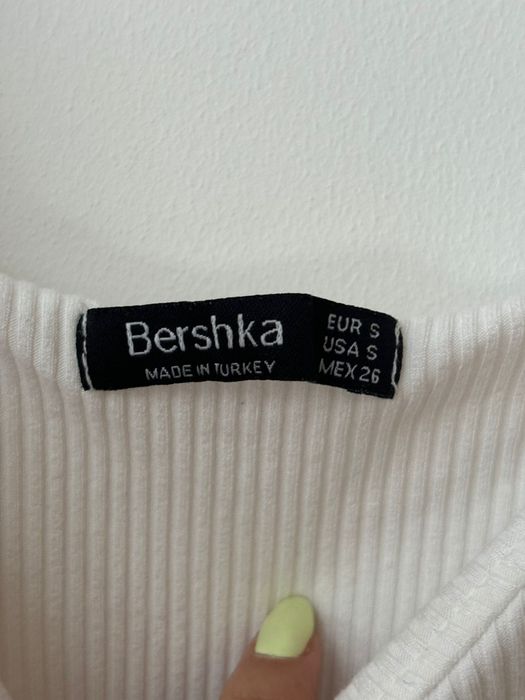 Bershka
MADE IN TURKEY
EUR S
USA S
MEX 26